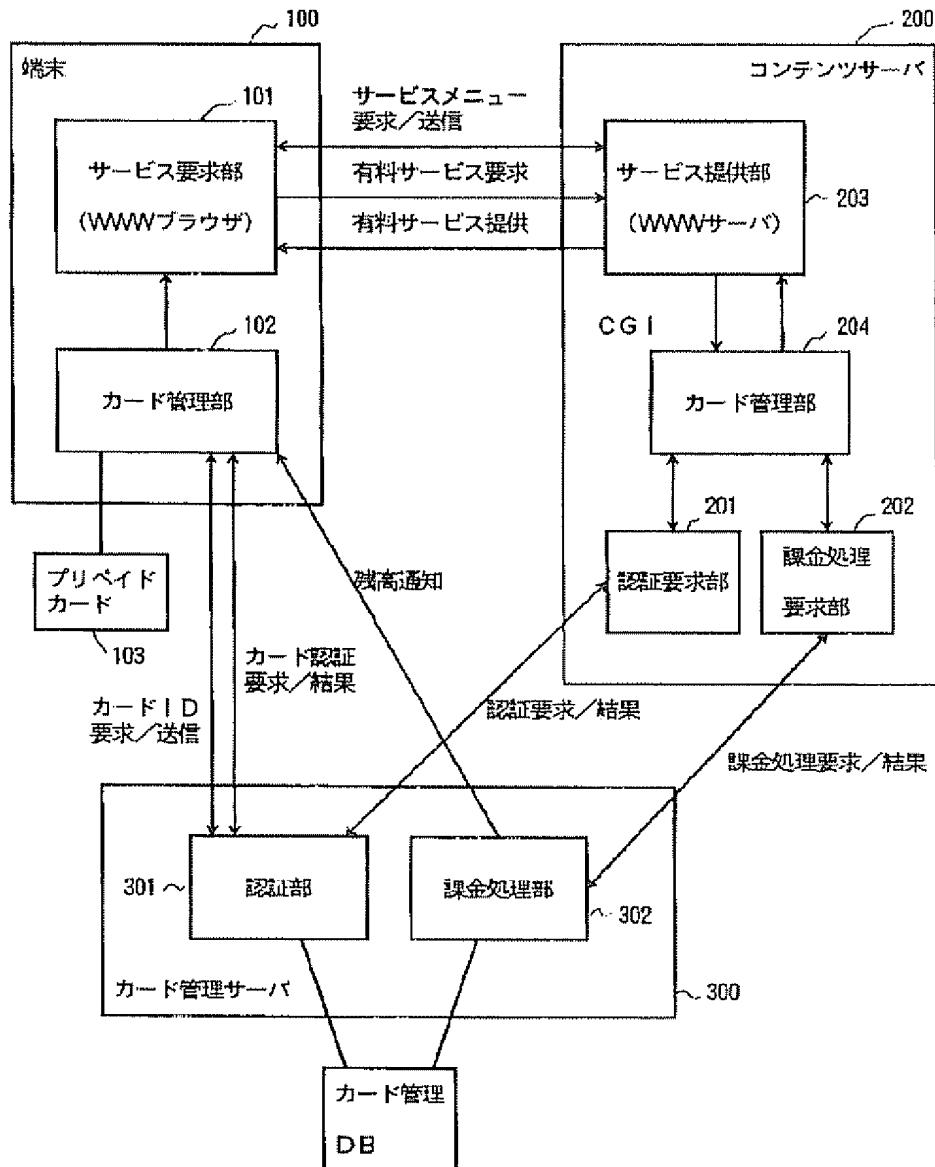 100
200
端末
コンテンツサーバ
101
サービスメニュー
要求／送信
サービス要求部
(WWWブラウザ)
有料サービス要求
有料サービス提供
サービス提供部
(WWWサーバ)
203
102
CGI
204
カード管理部
カード管理部
201
202
プリペイド
カード
103
残高通知
認証要求部
課金処理
要求部
カード認証
要求／結果
カードID
要求／送信
認証要求／結果
課金処理要求／結果
301
認証部
課金処理部
302
カード管理サーバ
300
カード管理
DB